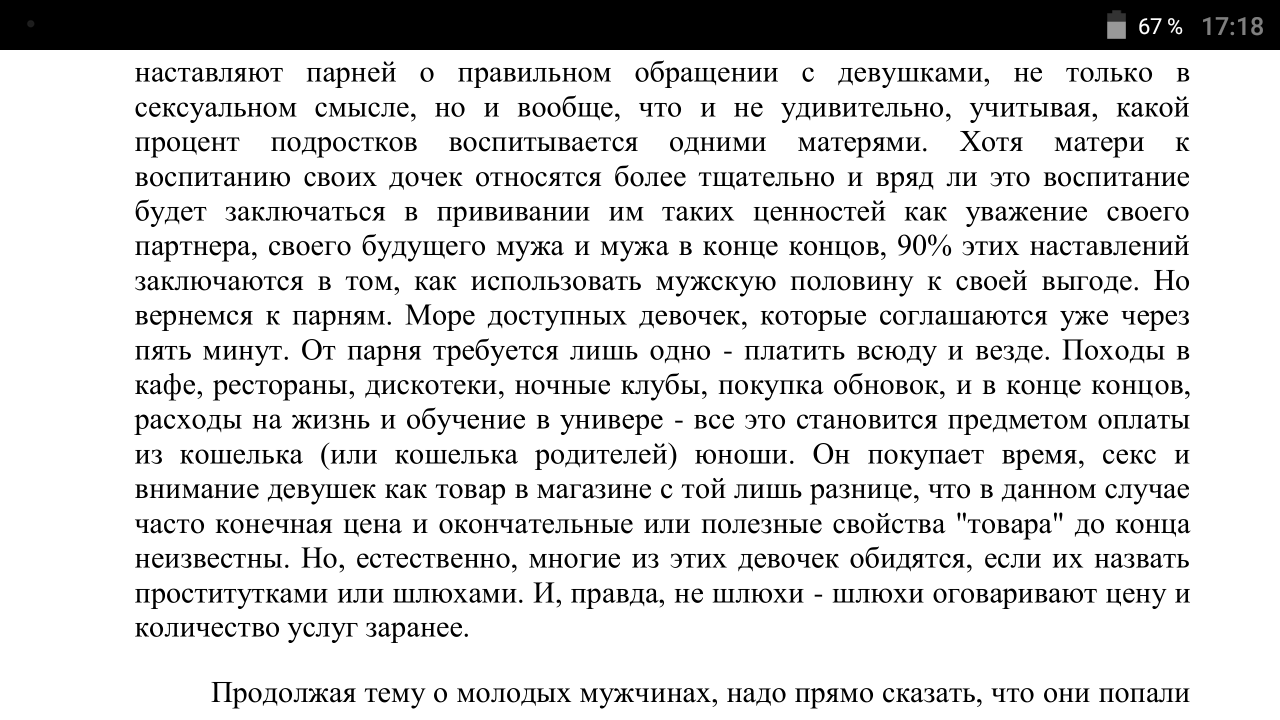 67 % 17:18
наставляют парней о правильном обращении с девушками, не только в
сексуальном смысле, но и вообще, что и не удивительно, учитывая, какой
процент подростков воспитывается одними матерями. Хотя матери к
воспитанию своих дочек относятся более тщательно и вряд ли это воспитание
будет заключаться в прививании им таких ценностей как уважение своего
партнера, своего будущего мужа и мужа в конце концов, 90% этих наставлений
заключаются в том, как использовать мужскую половину к своей выгоде. Но
вернемся к парням. Море доступных девочек, которые соглашаются уже через
пять минут. От парня требуется лишь одно - платить всюду и везде. Походы в
кафе, рестораны, дискотеки, ночные клубы, покупка обновок, и в конце концов,
расходы на жизнь и обучение в универе - все это становится предметом оплаты
из кошелька (или кошелька родителей) юноши. Он покупает время, секс и
внимание девушек как товар в магазине с той лишь разнице, что в данном случае
часто конечная цена и окончательные или полезные свойства "товара" до конца
неизвестны. Но, естественно, многие из этих девочек обидятся, если их назвать
проститутками или шлюхами. И, правда, не шлюхи - шлюхи оговаривают цену и
количество услуг заранее.
Продолжая тему о молодых мужчинах, надо прямо сказать, что они попали